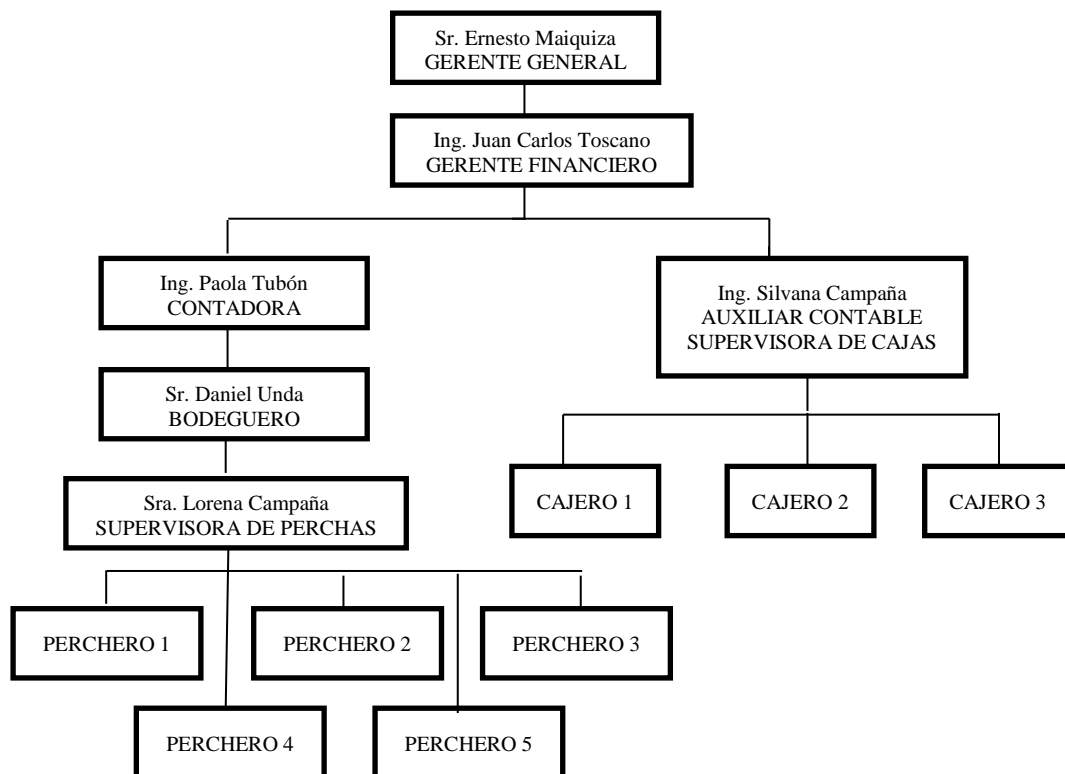 Sr. Ernesto Maiquiza
GERENTE GENERAL
Ing. Juan Carlos Toscano
GERENTE FINANCIERO
Ing. Paola Tubón
CONTADORA
Ing. Silvana Campaña
AUXILIAR CONTABLE
SUPERVISORA DE CAJAS
Sr. Daniel Unda
BODEGUERO
Sra. Lorena Campaña
SUPERVISORA DE PERCHAS
CAJERO 1
CAJERO 2
CAJERO 3
PERCHERO 1
PERCHERO 2
PERCHERO 3
PERCHERO 4
PERCHERO 5